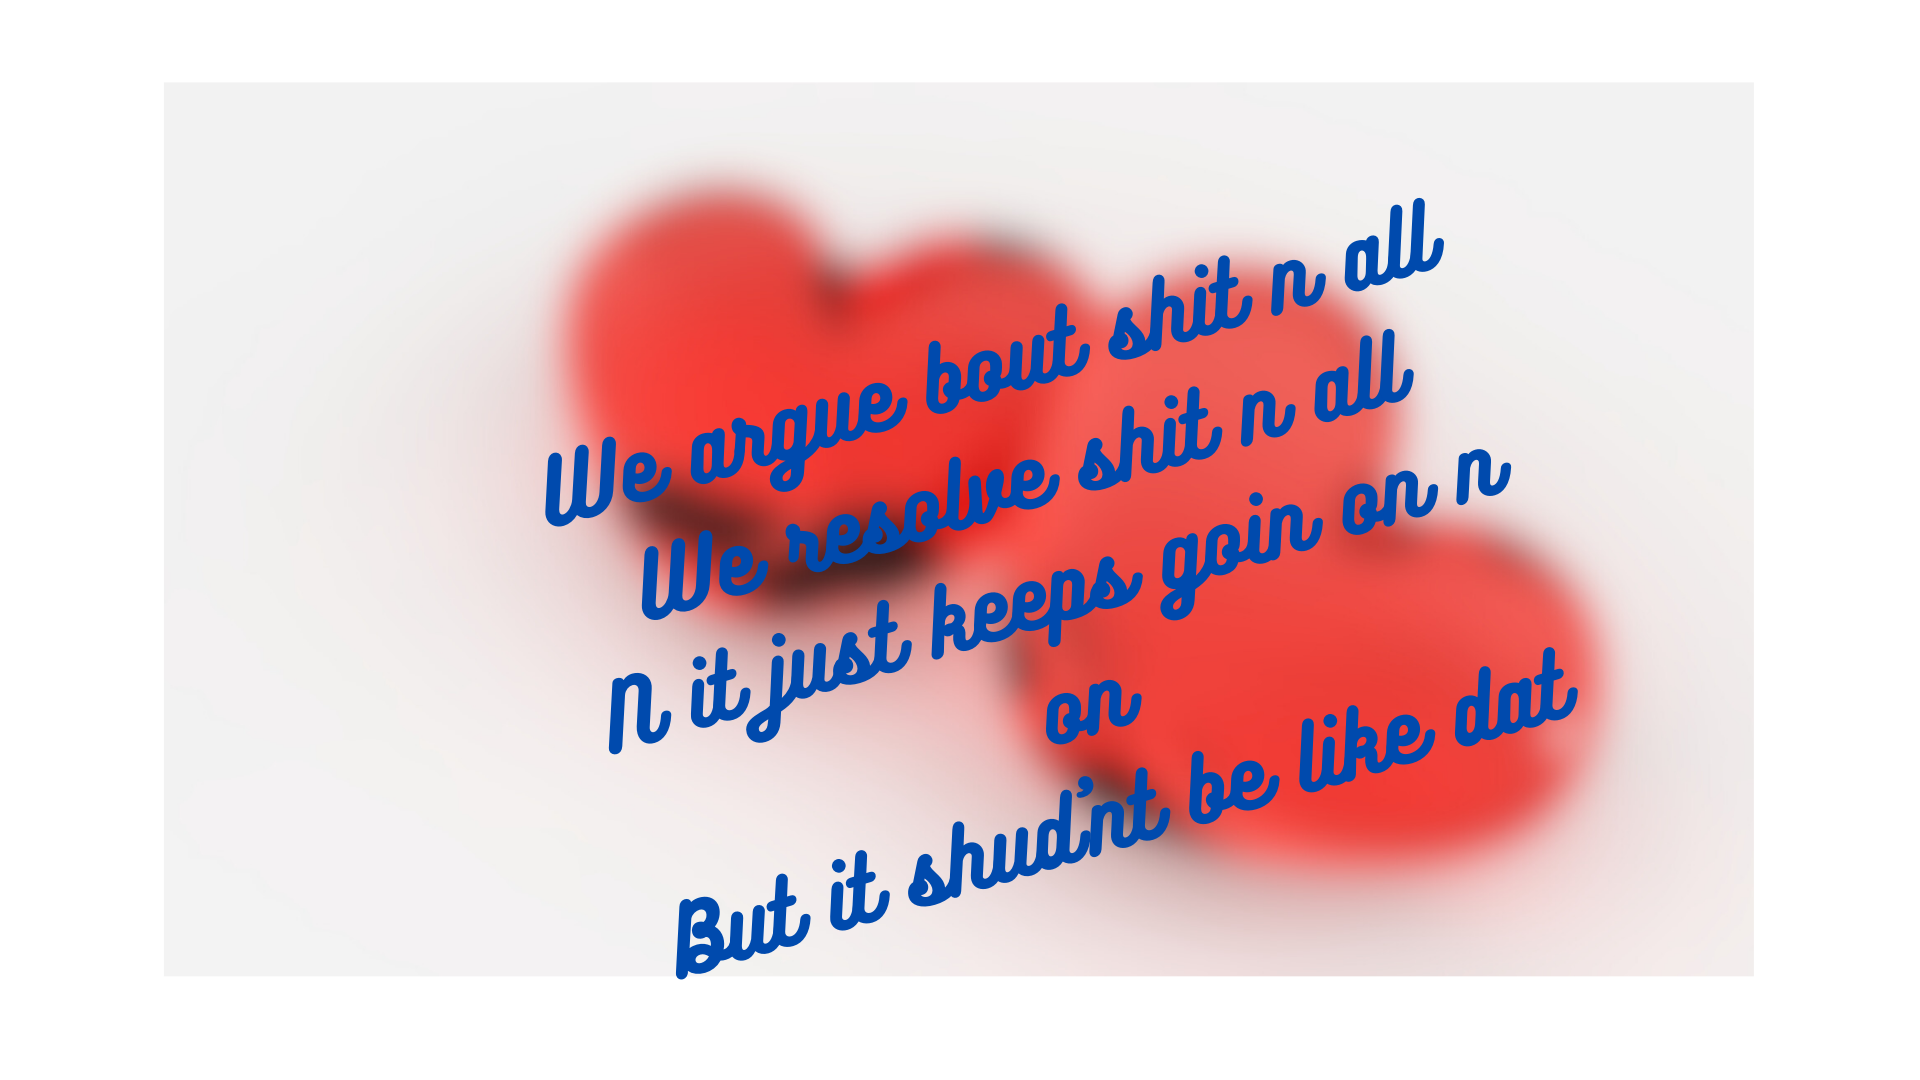 We argue bout shit n all
We resolve shit n all
N it just keeps goin on n
on
But it shud'nt be like dat